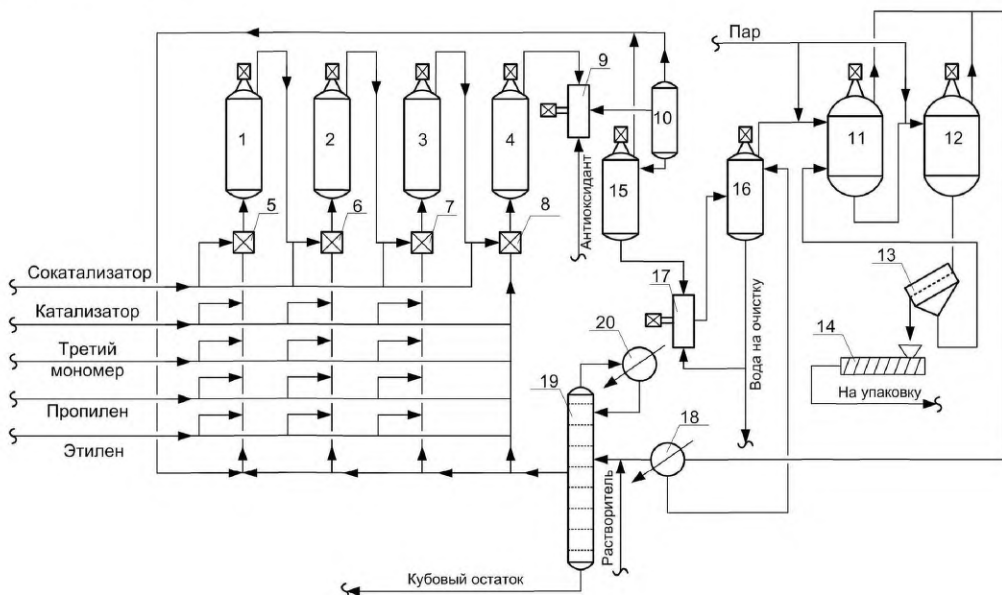 Пар
9
10
1
2
3
4
11
12
15
16
5
6
7
8
Антиоксидант
13
Сокатализатор
17
Вода на очистку
Катализатор
20
14
Третий
мономер
19
На упаковку
Пропилен
18
Этилен
Растворитель
Кубовый остаток